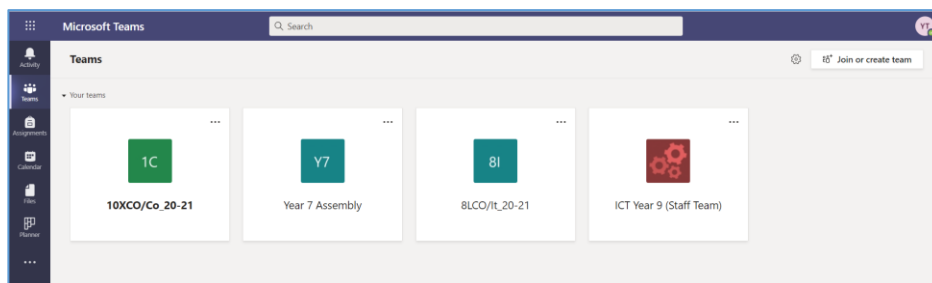 Microsoft Teams
Search
YT
Activity
Teams
Join or create team
Teams
Your teams
Assignments
1C
Y7
8I
Calendar
10XCO/Co_20-21
Year 7 Assembly
8LCO/It_20-21
ICT Year 9 (Staff Team)
Files
Planner